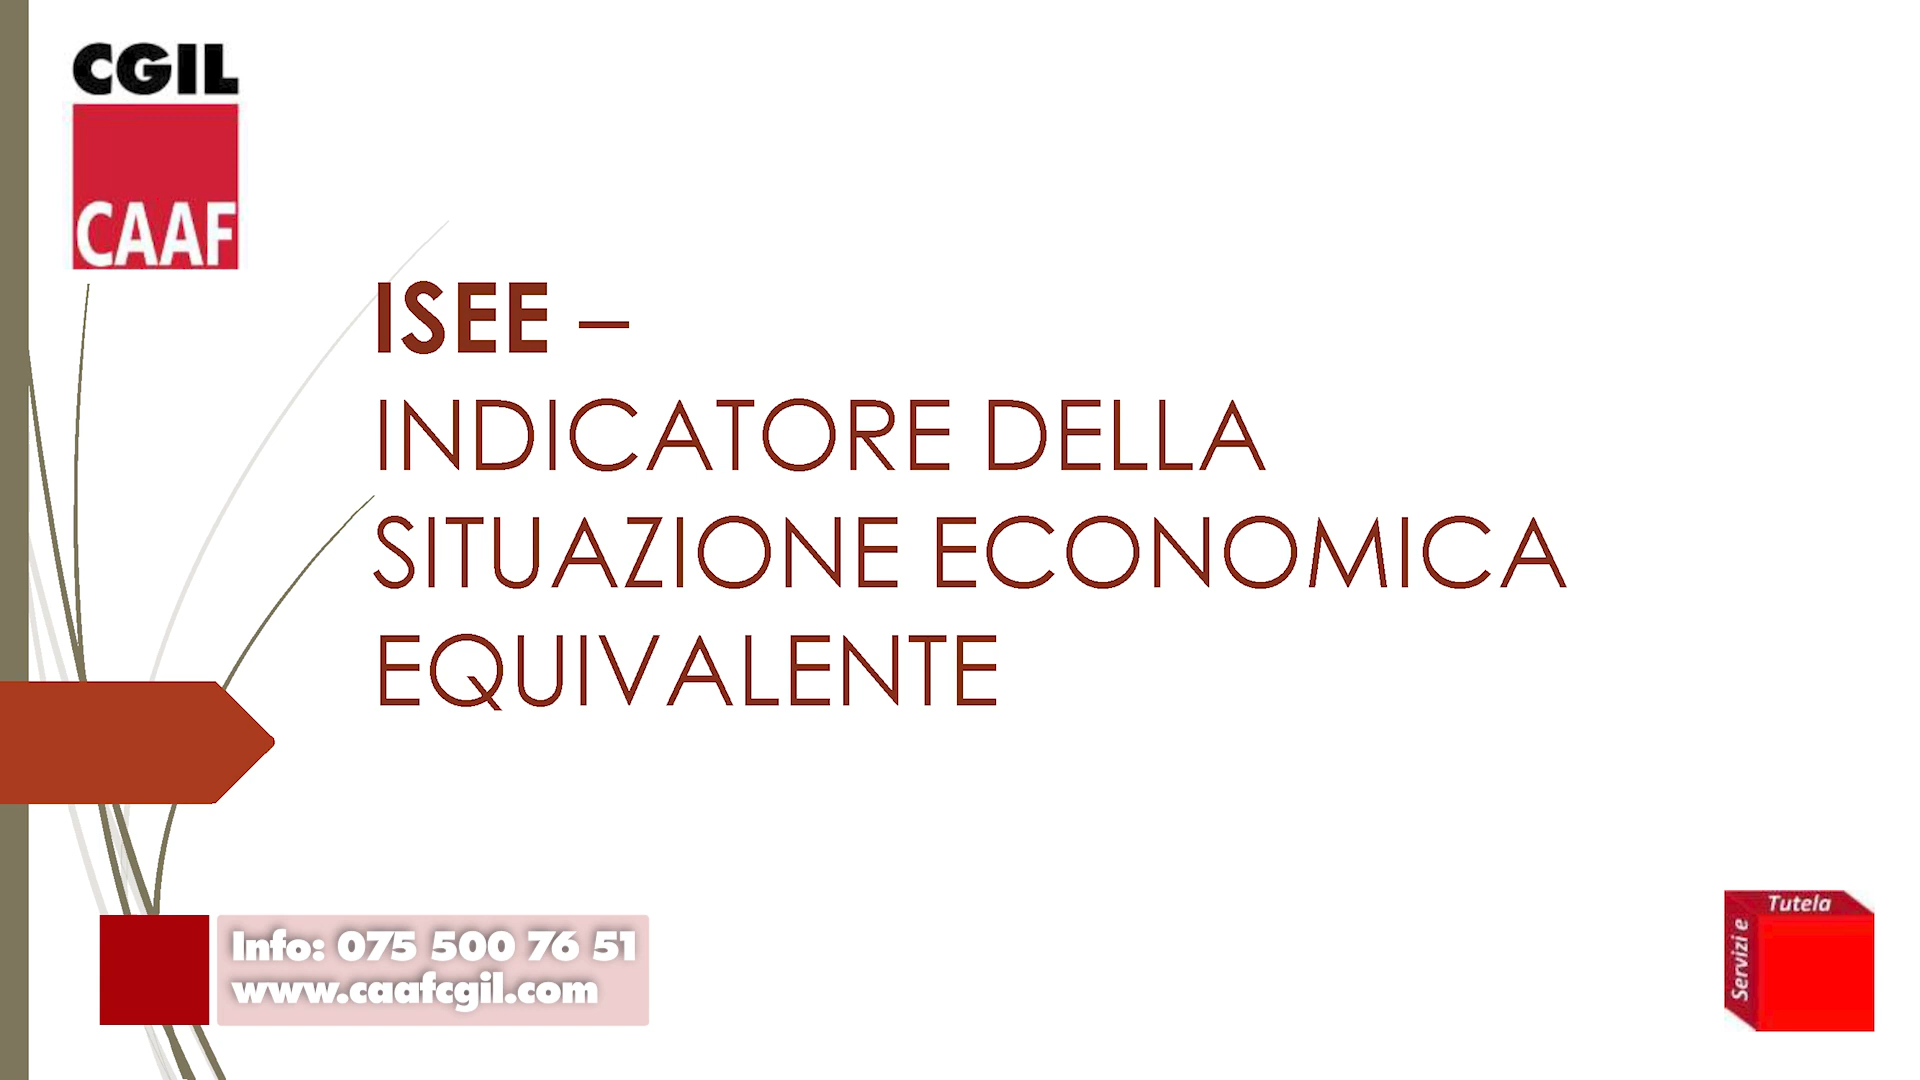 CGIL
CAAF
ISEE –
INDICATORE DELLA
SITUAZIONE ECONOMICA
EQUIVALENTE
Info: 075 500 76 51
www.caafcgil.com
Servizi e
Tutela